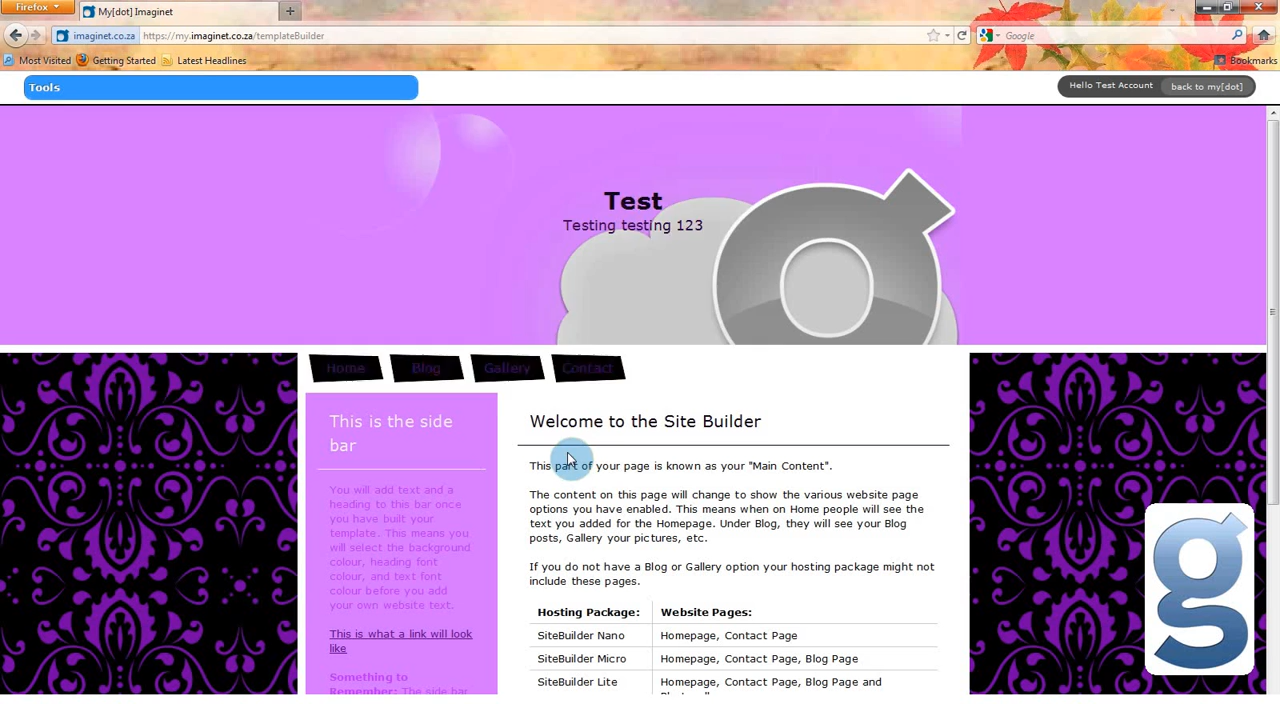 Firefox
My[dot] Imaginet
imaginet.co.za
https://my.imaginet.co.za/templateBuilder
Google
Most Visited
Getting Started
Latest Headlines
Bookmarks
Tools
Hello Test Account
back to my[dot]
Test
Testing testing 123
Home
Blog
Gallery
Contact
This is the side
bar
You will add text and a
heading to this bar once
you have built your
template. This means you
will select the background
colour, heading font
colour, and text font
colour before you add
your own website text.
This is what a link will look
like
Something to
Remember: The side bar
Welcome to the Site Builder
This part of your page is known as your "Main Content".
The content on this page will change to show the various website page
options you have enabled. This means when on Home people will see the
text you added for the Homepage. Under Blog, they will see your Blog
posts, Gallery your pictures, etc.
If you do not have a Blog or Gallery option your hosting package might not
include these pages.
Hosting Package: Website Pages:
SiteBuilder Nano Homepage, Contact Page
SiteBuilder Micro Homepage, Contact Page, Blog Page
SiteBuilder Lite Homepage, Contact Page, Blog Page and
g